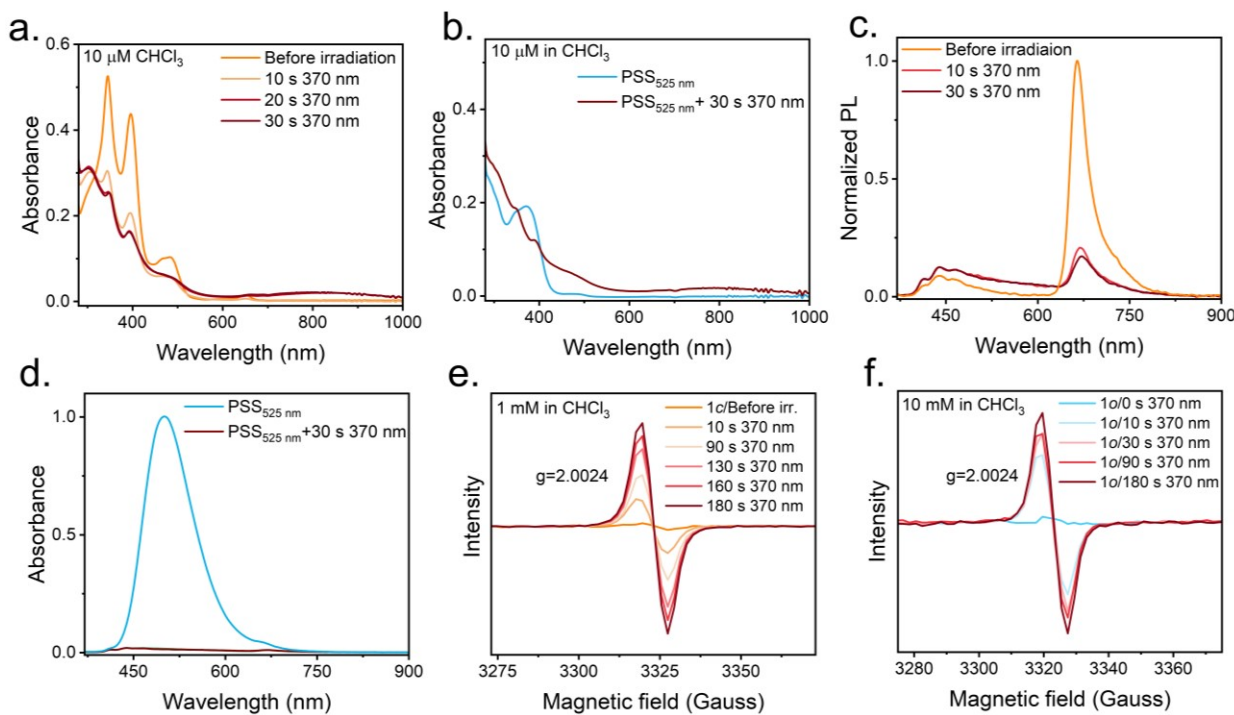 a.
10 μM CHCl₃
Before irradiation
10 s 370 nm
20 s 370 nm
30 s 370 nm
Absorbance
0.6
0.4
0.2
0.0
400 600 800 1000
Wavelength (nm)
b.
10 μM in CHCl₃
PSS₅₂₅ ₙₘ
PSS₅₂₅ ₙₘ+ 30 s 370 nm
Absorbance
0.4
0.2
0.0
400 600 800 1000
Wavelength (nm)
c.
Before irradiaion
10 s 370 nm
30 s 370 nm
Normalized PL
1.0
0.5
0.0
450 600 750 900
Wavelength (nm)
d.
PSS₅₂₅ ₙₘ
PSS₅₂₅ ₙₘ+30 s 370 nm
Absorbance
1.0
0.5
0.0
450 600 750 900
Wavelength (nm)
e.
1 mM in CHCl₃
g=2.0024
1c/Before irr.
10 s 370 nm
90 s 370 nm
130 s 370 nm
160 s 370 nm
180 s 370 nm
Intensity
3275 3300 3325 3350
Magnetic field (Gauss)
f.
10 mM in CHCl₃
g=2.0024
1o/0 s 370 nm
1o/10 s 370 nm
1o/30 s 370 nm
1o/90 s 370 nm
1o/180 s 370 nm
Intensity
3280 3300 3320 3340 3360
Magnetic field (Gauss)